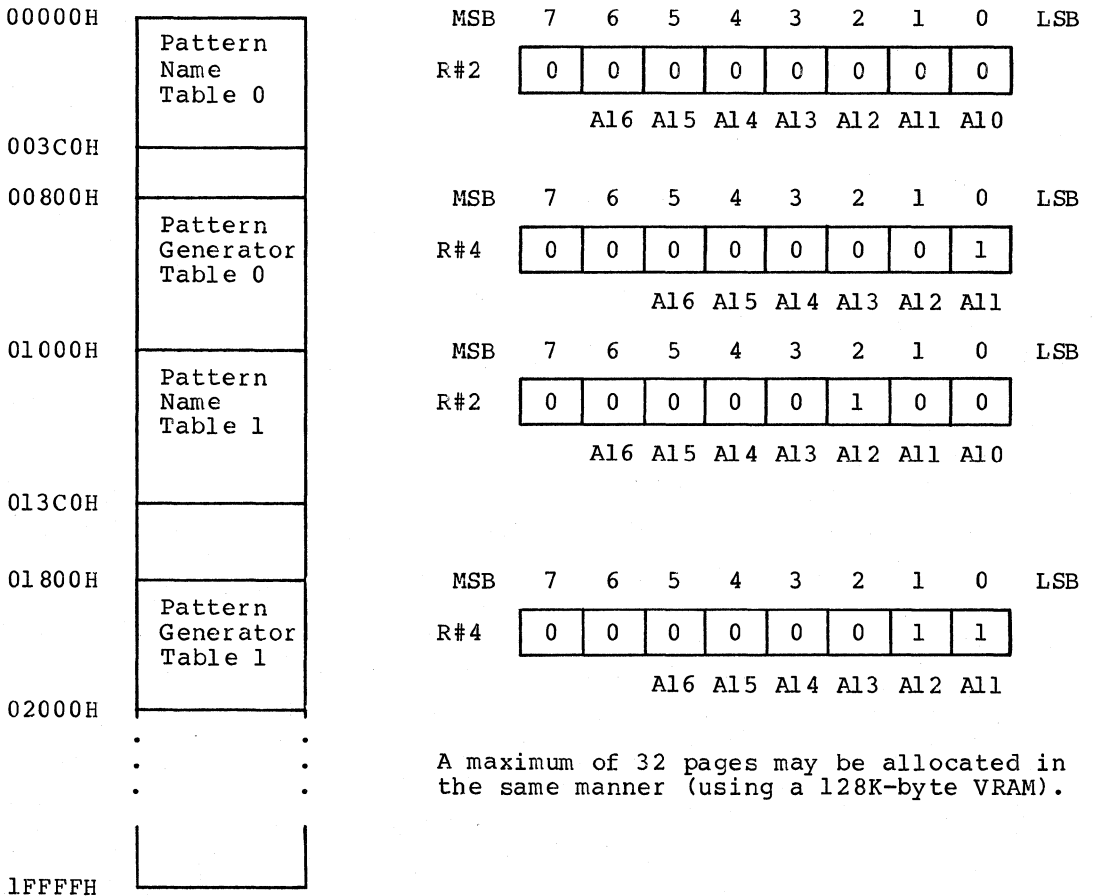 00000H
Pattern
Name
Table 0
003C0H
00800H
Pattern
Generator
Table 0
01000H
Pattern
Name
Table 1
013C0H
01800H
Pattern
Generator
Table 1
02000H
1FFFFH
MSB 7 6 5 4 3 2 1 0 LSB
R#2 0 0 0 0 0 0 0 0
A16 A15 A14 A13 A12 A11 A10
MSB 7 6 5 4 3 2 1 0 LSB
R#4 0 0 0 0 0 0 0 1
A16 A15 A14 A13 A12 A11
MSB 7 6 5 4 3 2 1 0 LSB
R#2 0 0 0 0 0 1 0 0
A16 A15 A14 A13 A12 A11 A10
MSB 7 6 5 4 3 2 1 0 LSB
R#4 0 0 0 0 0 0 1 1
A16 A15 A14 A13 A12 A11
A maximum of 32 pages may be allocated in
the same manner (using a 128K-byte VRAM).